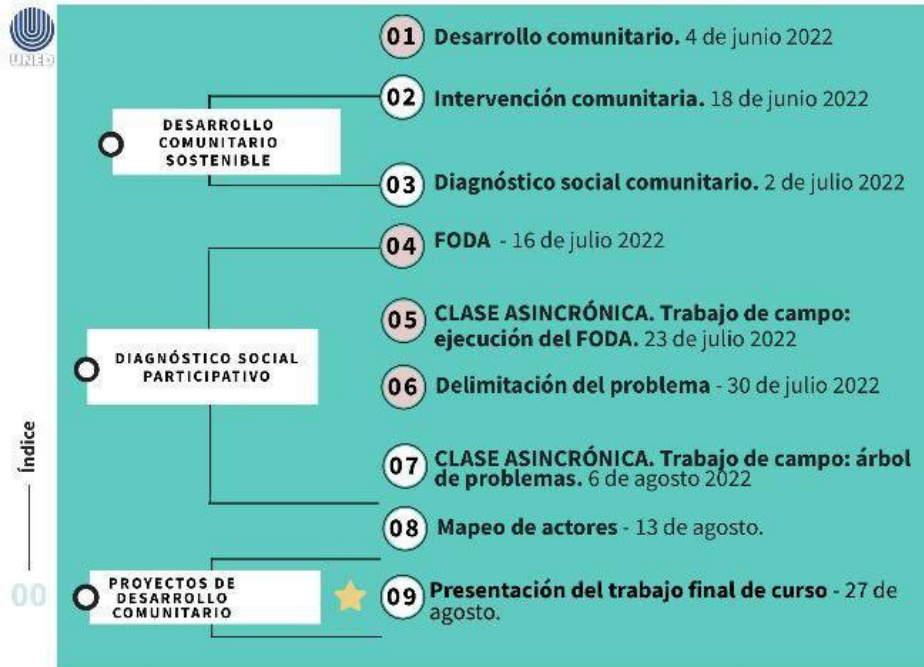 UNED
01 Desarrollo comunitario. 4 de junio 2022
02 Intervención comunitaria. 18 de junio 2022
DESARROLLO
COMUNITARIO
SOSTENIBLE
03 Diagnóstico social comunitario. 2 de julio 2022
04 FODA - 16 de julio 2022
05 CLASE ASINCRÓNICA. Trabajo de campo:
ejecución del FODA. 23 de julio 2022
DIAGNÓSTICO SOCIAL
PARTICIPATIVO
06 Delimitación del problema - 30 de julio 2022
07 CLASE ASINCRÓNICA. Trabajo de campo: árbol
de problemas. 6 de agosto 2022
08 Mapeo de actores - 13 de agosto.
PROYECTOS DE
DESARROLLO
COMUNITARIO
09 Presentación del trabajo final de curso - 27 de
agosto.
Índice
00